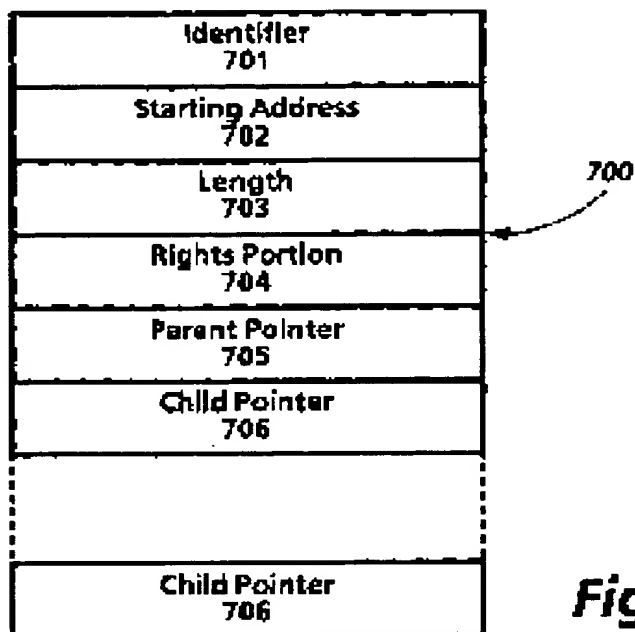 Identifier
701
Starting Address
702
Length
703
700
Rights Portion
704
Parent Pointer
705
Child Pointer
706
Child Pointer
706
Fig